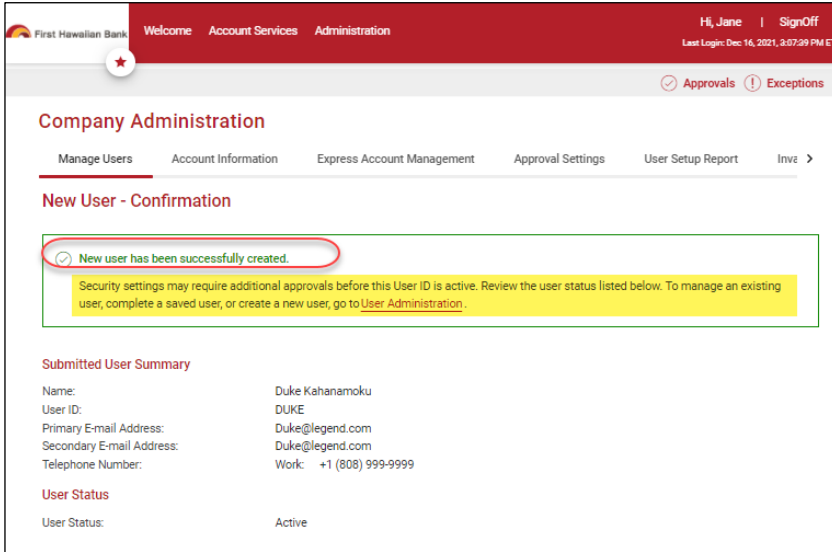 First Hawaiian Bank
Welcome Account Services Administration
Hi, Jane | SignOff
Last Login: Dec 16, 2021, 3:07:39 PM E
Approvals Exceptions
Company Administration
Manage Users Account Information Express Account Management Approval Settings User Setup Report Inva
New User - Confirmation
New user has been successfully created.
Security settings may require additional approvals before this User ID is active. Review the user status listed below. To manage an existing
user, complete a saved user, or create a new user, go to User Administration .
Submitted User Summary
Name: Duke Kahanamoku
User ID: DUKE
Primary E-mail Address: Duke@legend.com
Secondary E-mail Address: Duke@legend.com
Telephone Number: Work: +1 (808) 999-9999
User Status
User Status: Active